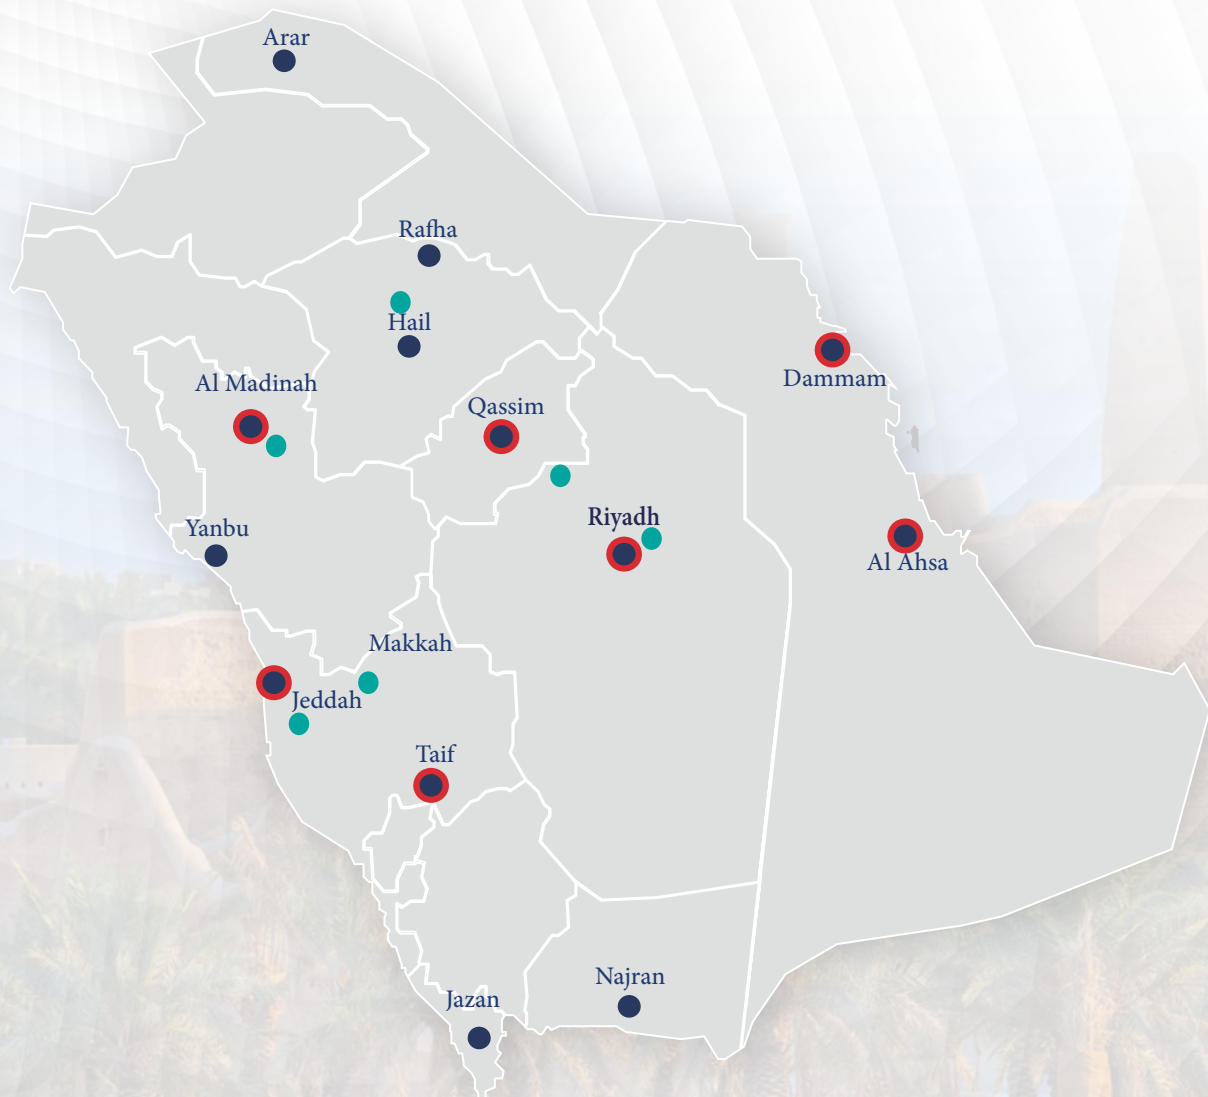 Arar
Rafha
Hail
Al Madinah
Qassim
Dammam
Yanbu
Riyadh
Al Ahsa
Makkah
Jeddah
Taif
Najran
Jazan